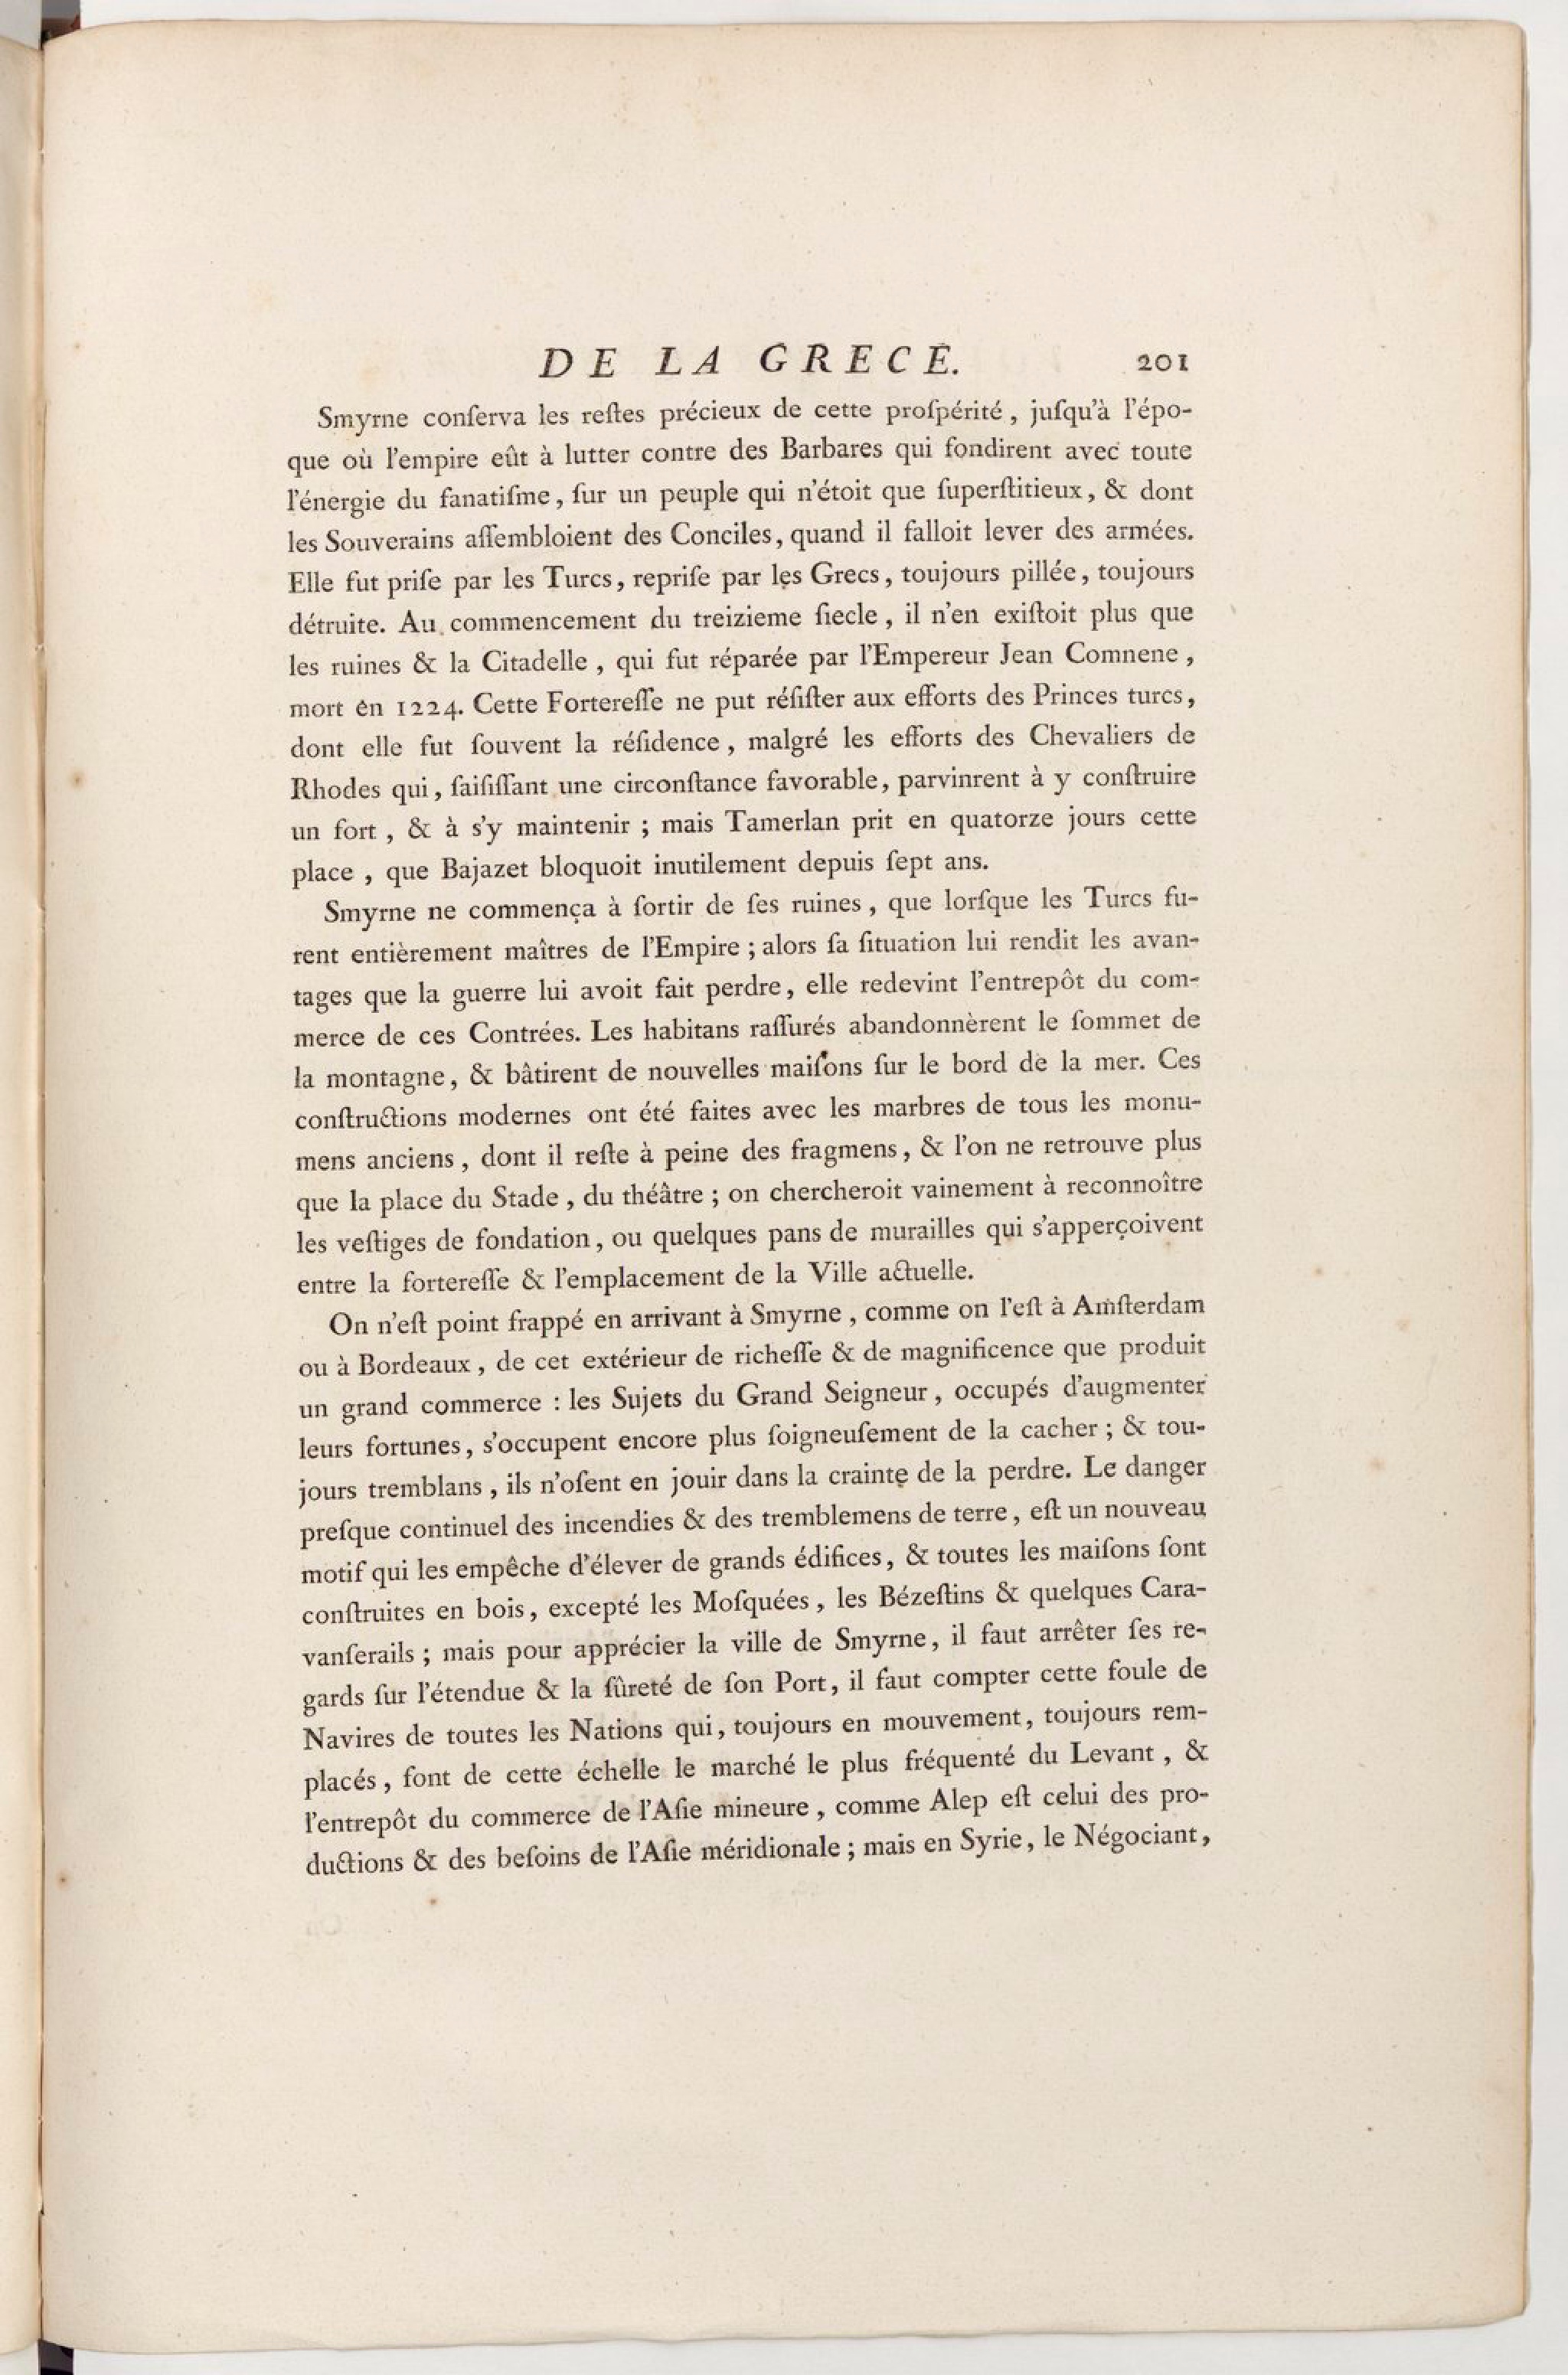 DE LA GRECE. 201
Smyrne conſerva les reſtes précieux de cette proſpérité, juſqu'à l'épo-
que où l'empire eût à lutter contre des Barbares qui fondirent avec toute
l'énergie du fanatiſme, ſur un peuple qui n'étoit que ſuperſtitieux, & dont
les Souverains aſſembloient des Conciles, quand il falloit lever des armées.
Elle fut priſe par les Turcs, repriſe par les Grecs, toujours pillée, toujours
détruite. Au commencement du treizieme ſiecle, il n'en exiſtoit plus que
les ruines & la Citadelle, qui fut réparée par l'Empereur Jean Comnene,
mort en 1224. Cette Fortereſſe ne put réſiſter aux efforts des Princes turcs,
dont elle fut ſouvent la réſidence, malgré les efforts des Chevaliers de
Rhodes qui, ſaiſiſſant une circonſtance favorable, parvinrent à y conſtruire
un fort, & à s'y maintenir; mais Tamerlan prit en quatorze jours cette
place, que Bajazet bloquoit inutilement depuis ſept ans.
Smyrne ne commença à ſortir de ſes ruines, que lorſque les Turcs fu-
rent entièrement maîtres de l'Empire; alors ſa ſituation lui rendit les avan-
tages que la guerre lui avoit fait perdre, elle redevint l'entrepôt du com-
merce de ces Contrées. Les habitans raſſurés abandonnèrent le ſommet de
la montagne, & bâtirent de nouvelles maiſons ſur le bord de la mer. Ces
conſtructions modernes ont été faites avec les marbres de tous les monu-
mens anciens, dont il reſte à peine des fragmens, & l'on ne retrouve plus
que la place du Stade, du théâtre; on chercheroit vainement à reconnoître
les veſtiges de fondation, ou quelques pans de murailles qui s'apperçoivent
entre la fortereſſe & l'emplacement de la Ville actuelle.
On n'eſt point frappé en arrivant à Smyrne, comme on l'eſt à Amſterdam
ou à Bordeaux, de cet extérieur de richeſſe & de magnificence que produit
un grand commerce : les Sujets du Grand Seigneur, occupés d'augmenter
leurs fortunes, s'occupent encore plus ſoigneuſement de la cacher; & tou-
jours tremblans, ils n'oſent en jouir dans la crainte de la perdre. Le danger
preſque continuel des incendies & des tremblemens de terre, eſt un nouveau
motif qui les empêche d'élever de grands édifices, & toutes les maiſons ſont
conſtruites en bois, excepté les Moſquées, les Bézeſtins & quelques Cara-
vanſerails; mais pour apprécier la ville de Smyrne, il faut arrêter ſes re-
gards ſur l'étendue & la ſûreté de ſon Port, il faut compter cette foule de
Navires de toutes les Nations qui, toujours en mouvement, toujours rem-
placés, font de cette échelle le marché le plus fréquenté du Levant, &
l'entrepôt du commerce de l'Aſie mineure, comme Alep eſt celui des pro-
ductions & des beſoins de l'Aſie méridionale; mais en Syrie, le Négociant,